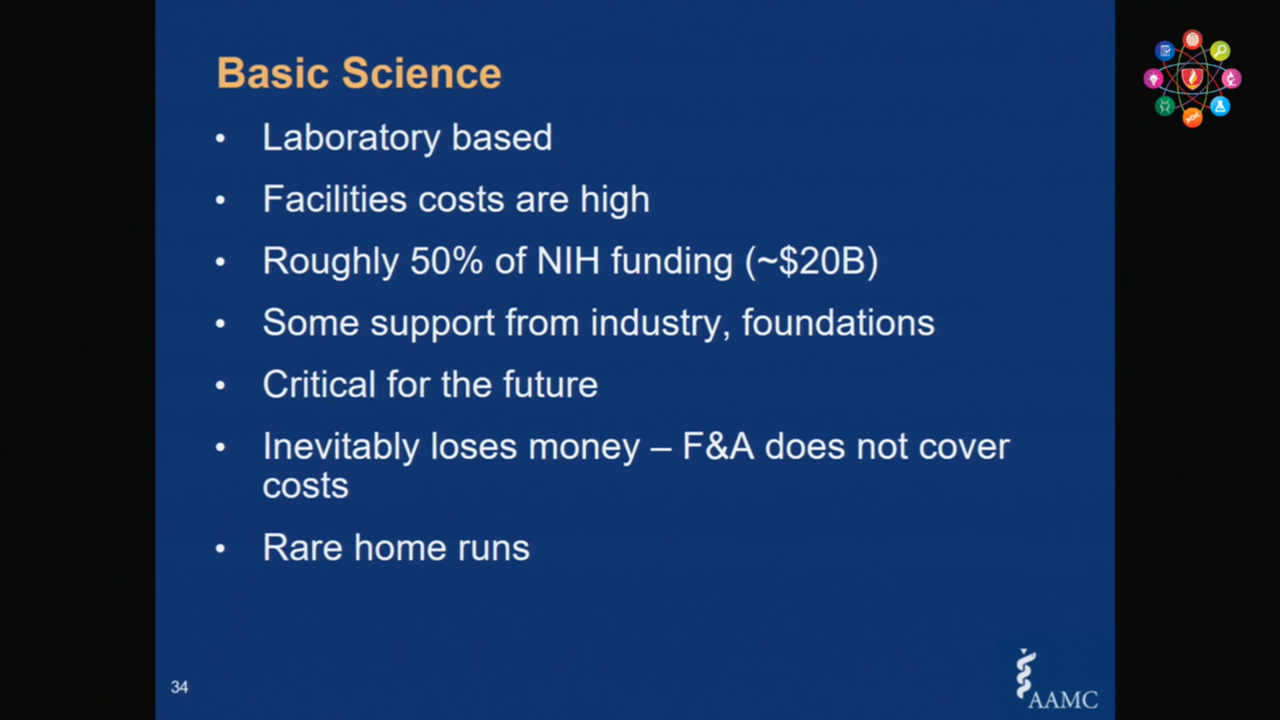 Basic Science
• Laboratory based
• Facilities costs are high
• Roughly 50% of NIH funding (~$20B)
• Some support from industry, foundations
• Critical for the future
• Inevitably loses money – F&A does not cover
costs
• Rare home runs
34
AAMC